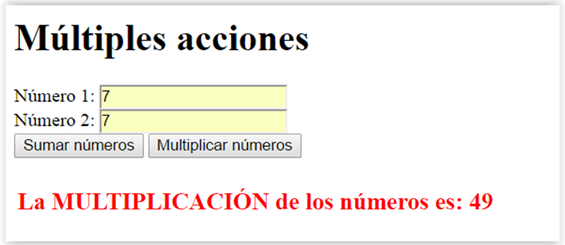 Múltiples acciones
Número 1: 7
Número 2: 7
Sumar números Multiplicar números
La MULTIPLICACIÓN de los números es: 49